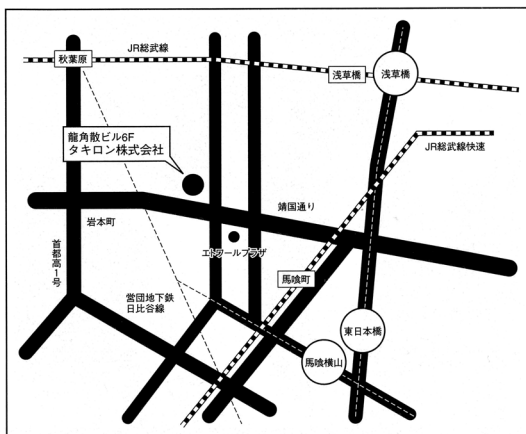 JR総武線
秋葉原
浅草橋
浅草橋
龍角散ビル6F
タキロン株式会社
JR総武線快速
靖国通り
岩本町
エトワールプラザ
首都高1号
馬喰町
営団地下鉄
日比谷線
東日本橋
馬喰横山